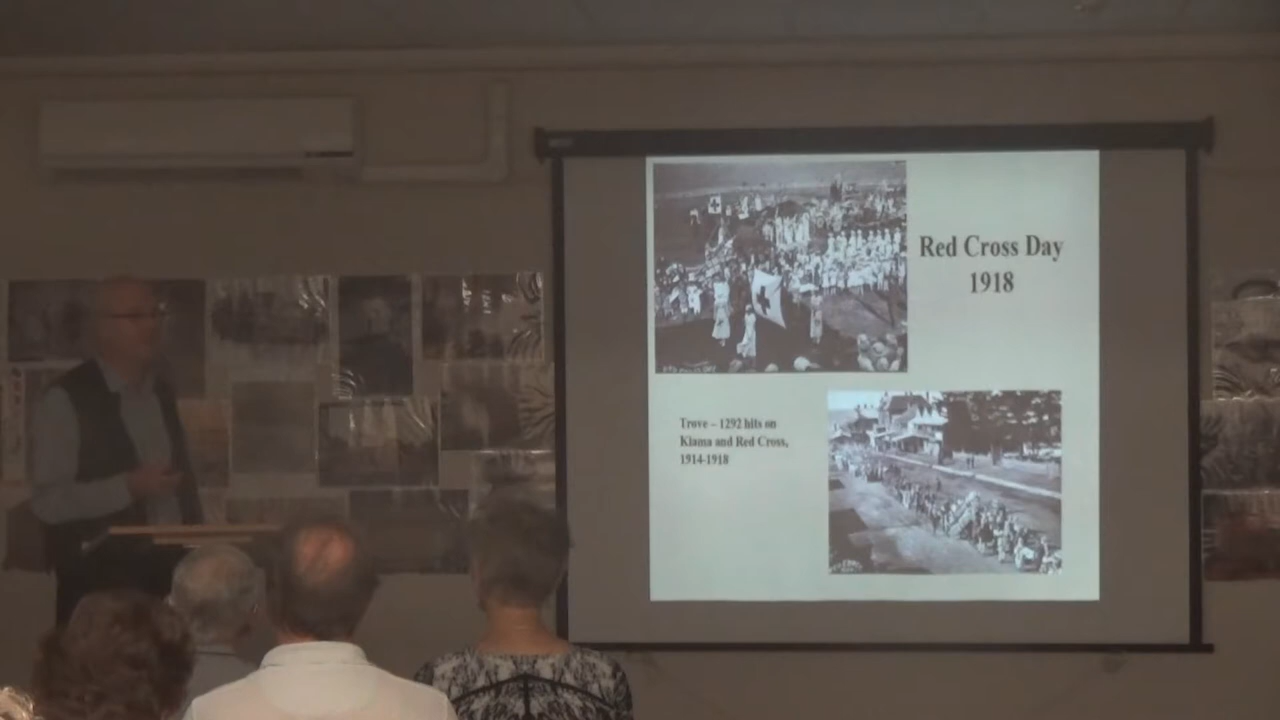 Red Cross Day
1918
Trove – 1292 hits on
Kiama and Red Cross,
1914-1918